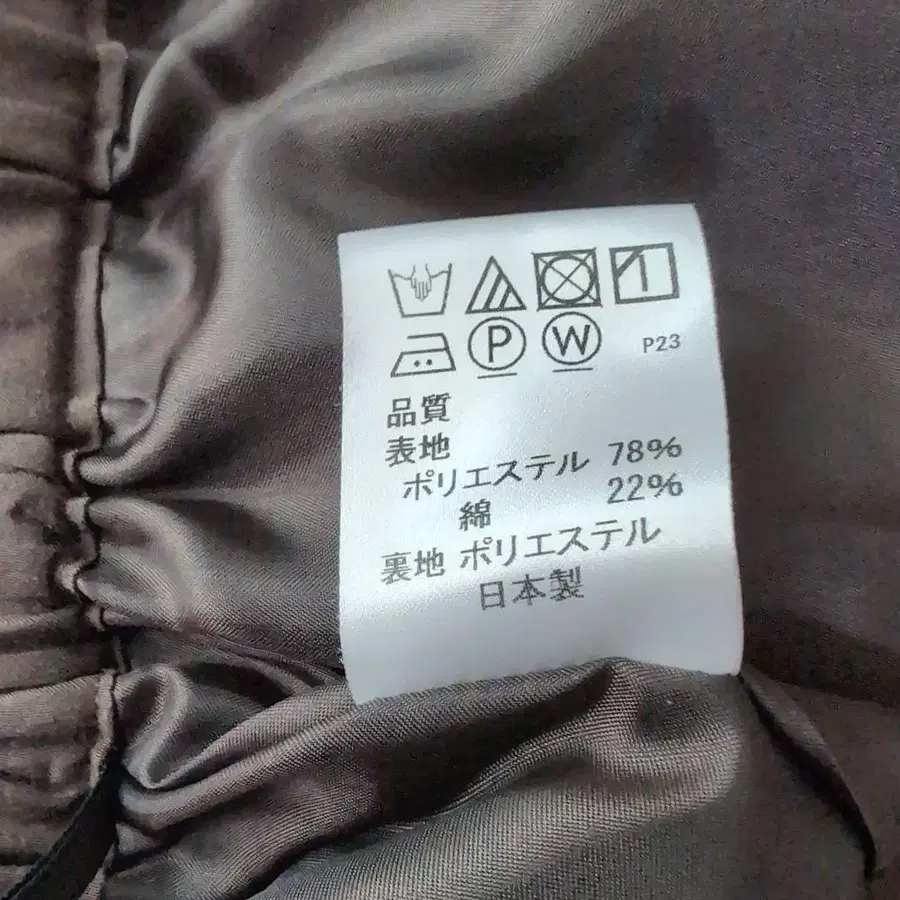 P W P23
品質
表地
ポリエステル 78%
綿 22%
裏地 ポリエステル
日本製